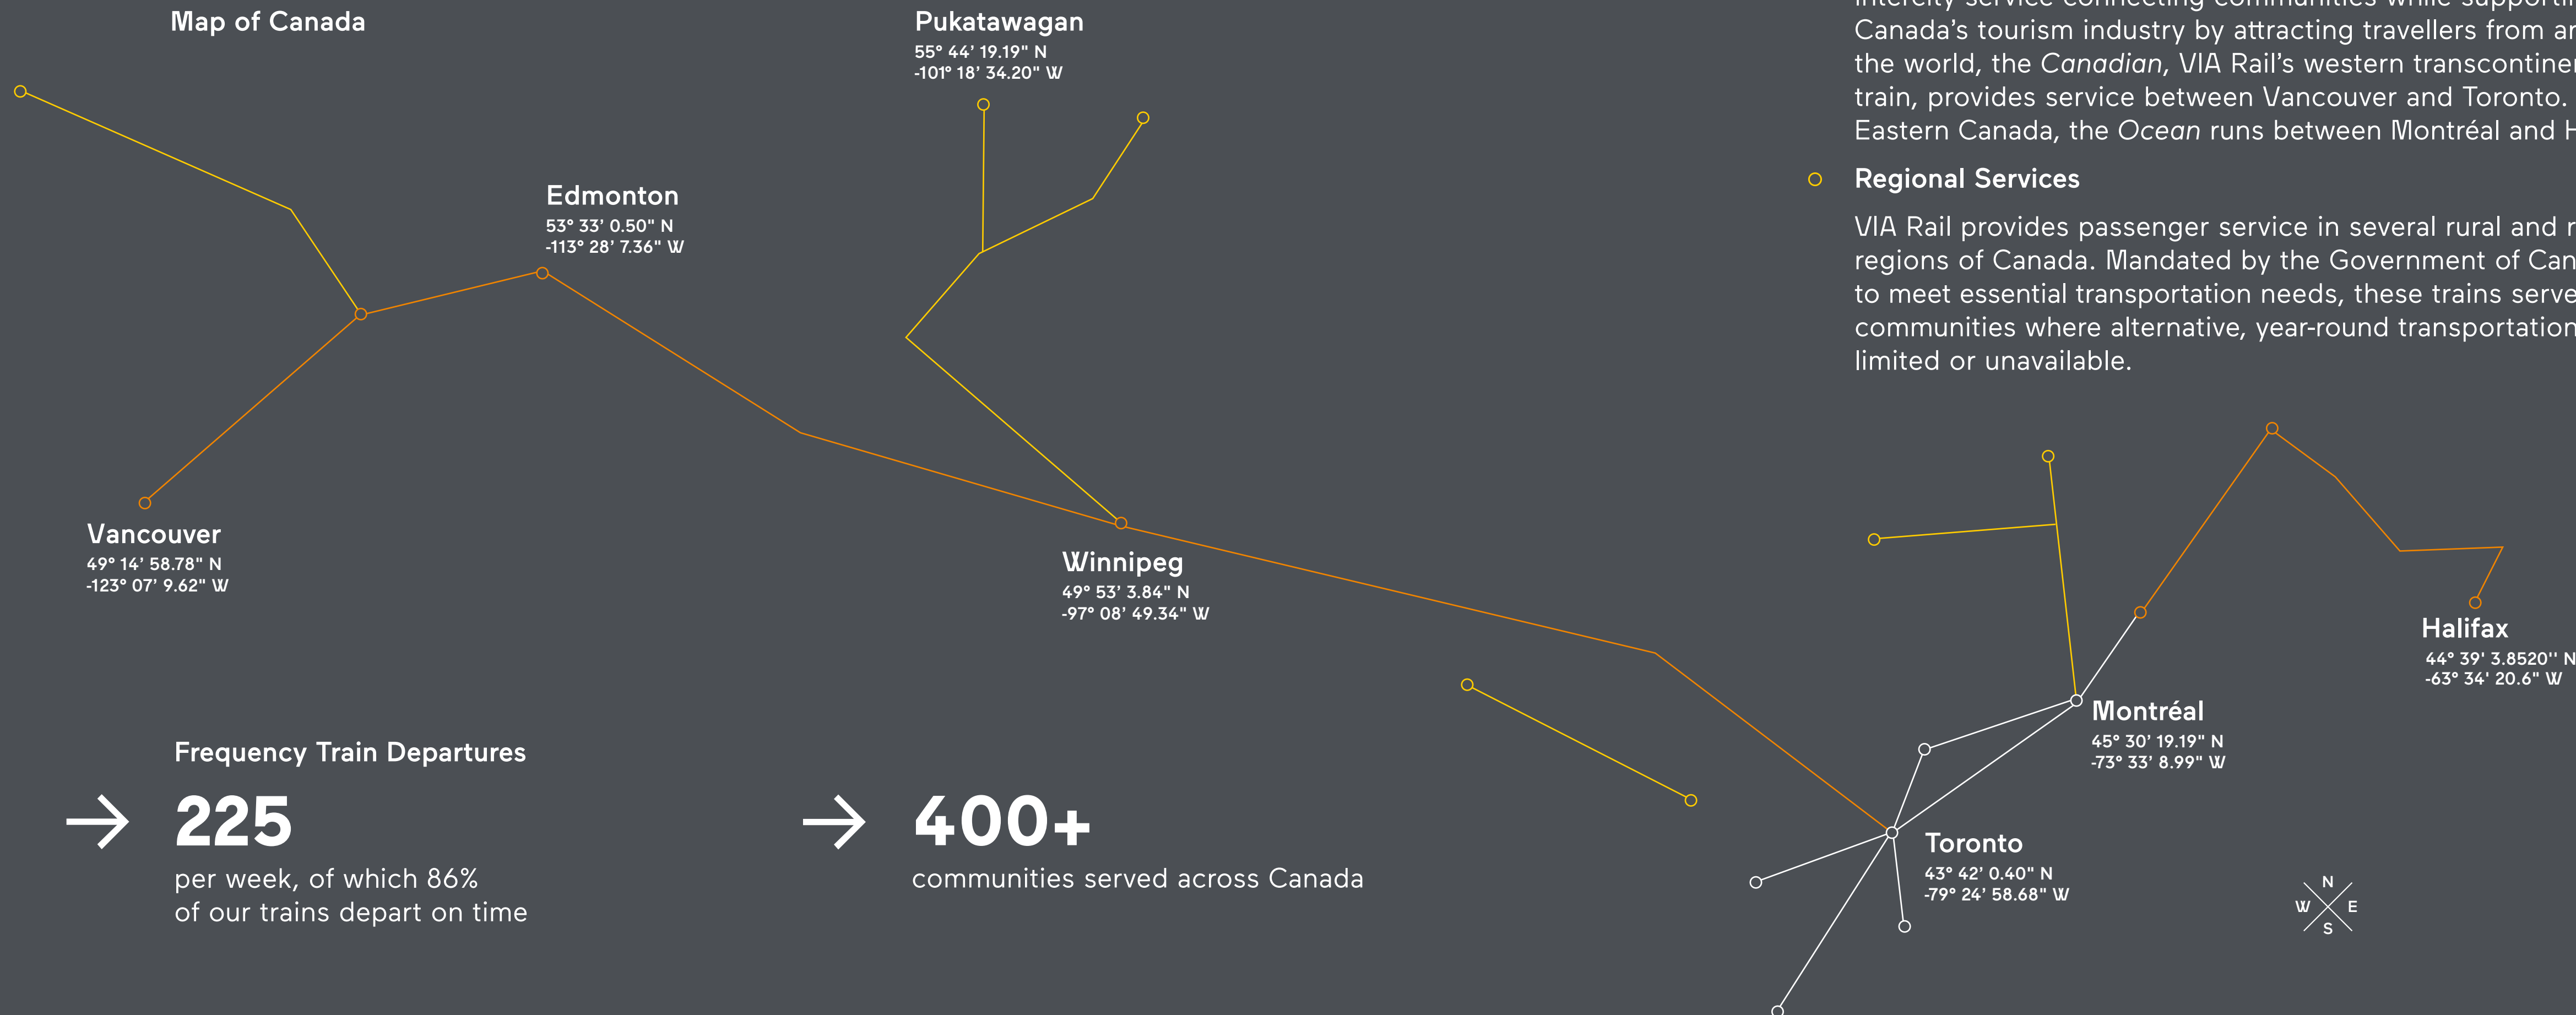 Map of Canada
Pukatawagan
55° 44’ 19.19" N
-101° 18’ 34.20" W
Edmonton
53° 33’ 0.50" N
-113° 28’ 7.36" W
Vancouver
49° 14’ 58.78" N
-123° 07’ 9.62" W
Winnipeg
49° 53’ 3.84" N
-97° 08’ 49.34" W
Intercity service connecting communities while
Canada’s tourism industry by attracting travellers from
the world, the Canadian, VIA Rail’s western
train, provides service between Vancouver and Toronto.
Eastern Canada, the Ocean runs between Montréal and
Regional Services
VIA Rail provides passenger service in several rural and
regions of Canada. Mandated by the Government of
to meet essential transportation needs, these trains serve
communities where alternative, year-round transportation
limited or unavailable.
Halifax
44° 39' 3.8520'' N
-63° 34' 20.6" W
Montréal
45° 30’ 19.19" N
-73° 33’ 8.99" W
Toronto
43° 42’ 0.40" N
-79° 24’ 58.68" W
Frequency Train Departures
225
per week, of which 86%
of our trains depart on time
400+
communities served across Canada
N
W E
S